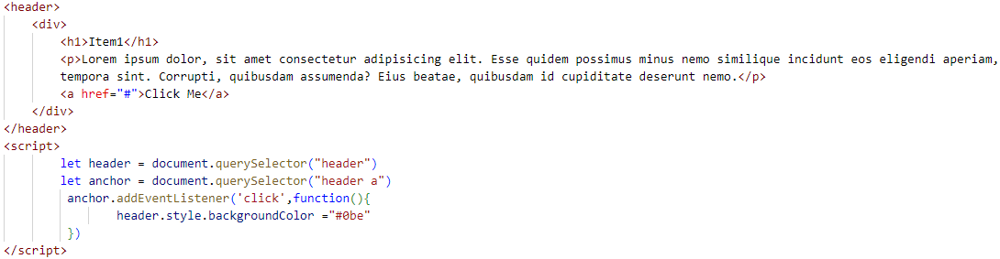 <header>
    <div>
        <h1>Item1</h1>
        <p>Lorem ipsum dolor, sit amet consectetur adipisicing elit. Esse quidem possimus minus nemo similique incidunt eos eligendi aperiam,
        tempora sint. Corrupti, quibusdam assumenda? Eius beatae, quibusdam id cupiditate deserunt nemo.</p>
        <a href="#">Click Me</a>
    </div>
</header>
<script>
        let header = document.querySelector("header")
        let anchor = document.querySelector("header a")
         anchor.addEventListener('click',function(){
                header.style.backgroundColor ="#0be"
         })
</script>